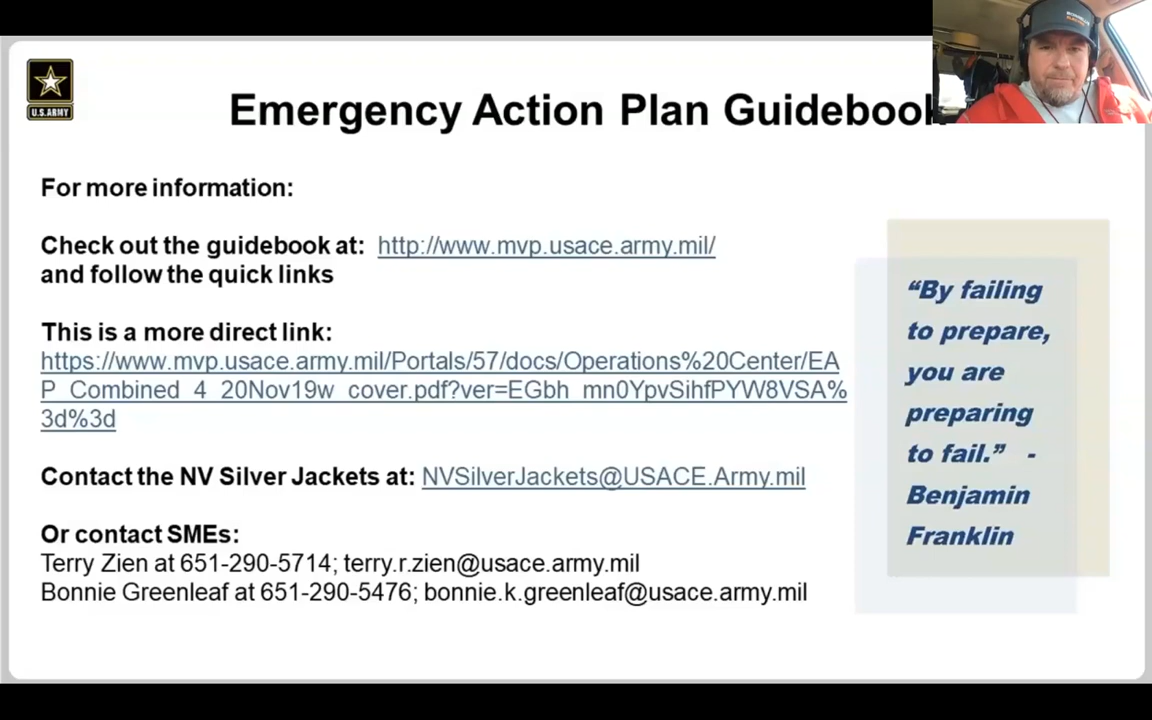 U.S.ARMY
Emergency Action Plan Guidebook
For more information:
Check out the guidebook at: http://www.mvp.usace.army.mil/
and follow the quick links
This is a more direct link:
https://www.mvp.usace.army.mil/Portals/57/docs/Operations%20Center/EA
P_Combined_4_20Nov19w_cover.pdf?ver=EGbh_mn0YpvSihfPYW8VSA%
3d%3d
Contact the NV Silver Jackets at: NVSilverJackets@USACE.Army.mil
Or contact SMEs:
Terry Zien at 651-290-5714; terry.r.zien@usace.army.mil
Bonnie Greenleaf at 651-290-5476; bonnie.k.greenleaf@usace.army.mil
“By failing
to prepare,
you are
preparing
to fail.” -
Benjamin
Franklin